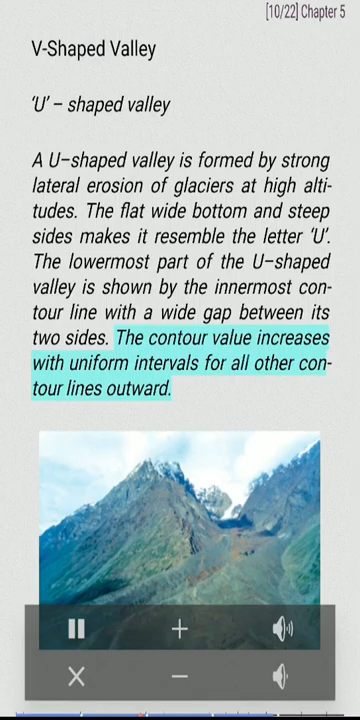 [10/22] Chapter 5
V-Shaped Valley
‘U’ – shaped valley
A U–shaped valley is formed by strong
lateral erosion of glaciers at high alti-
tudes. The flat wide bottom and steep
sides makes it resemble the letter ‘U’.
The lowermost part of the U–shaped
valley is shown by the innermost con-
tour line with a wide gap between its
two sides. The contour value increases
with uniform intervals for all other con-
tour lines outward.